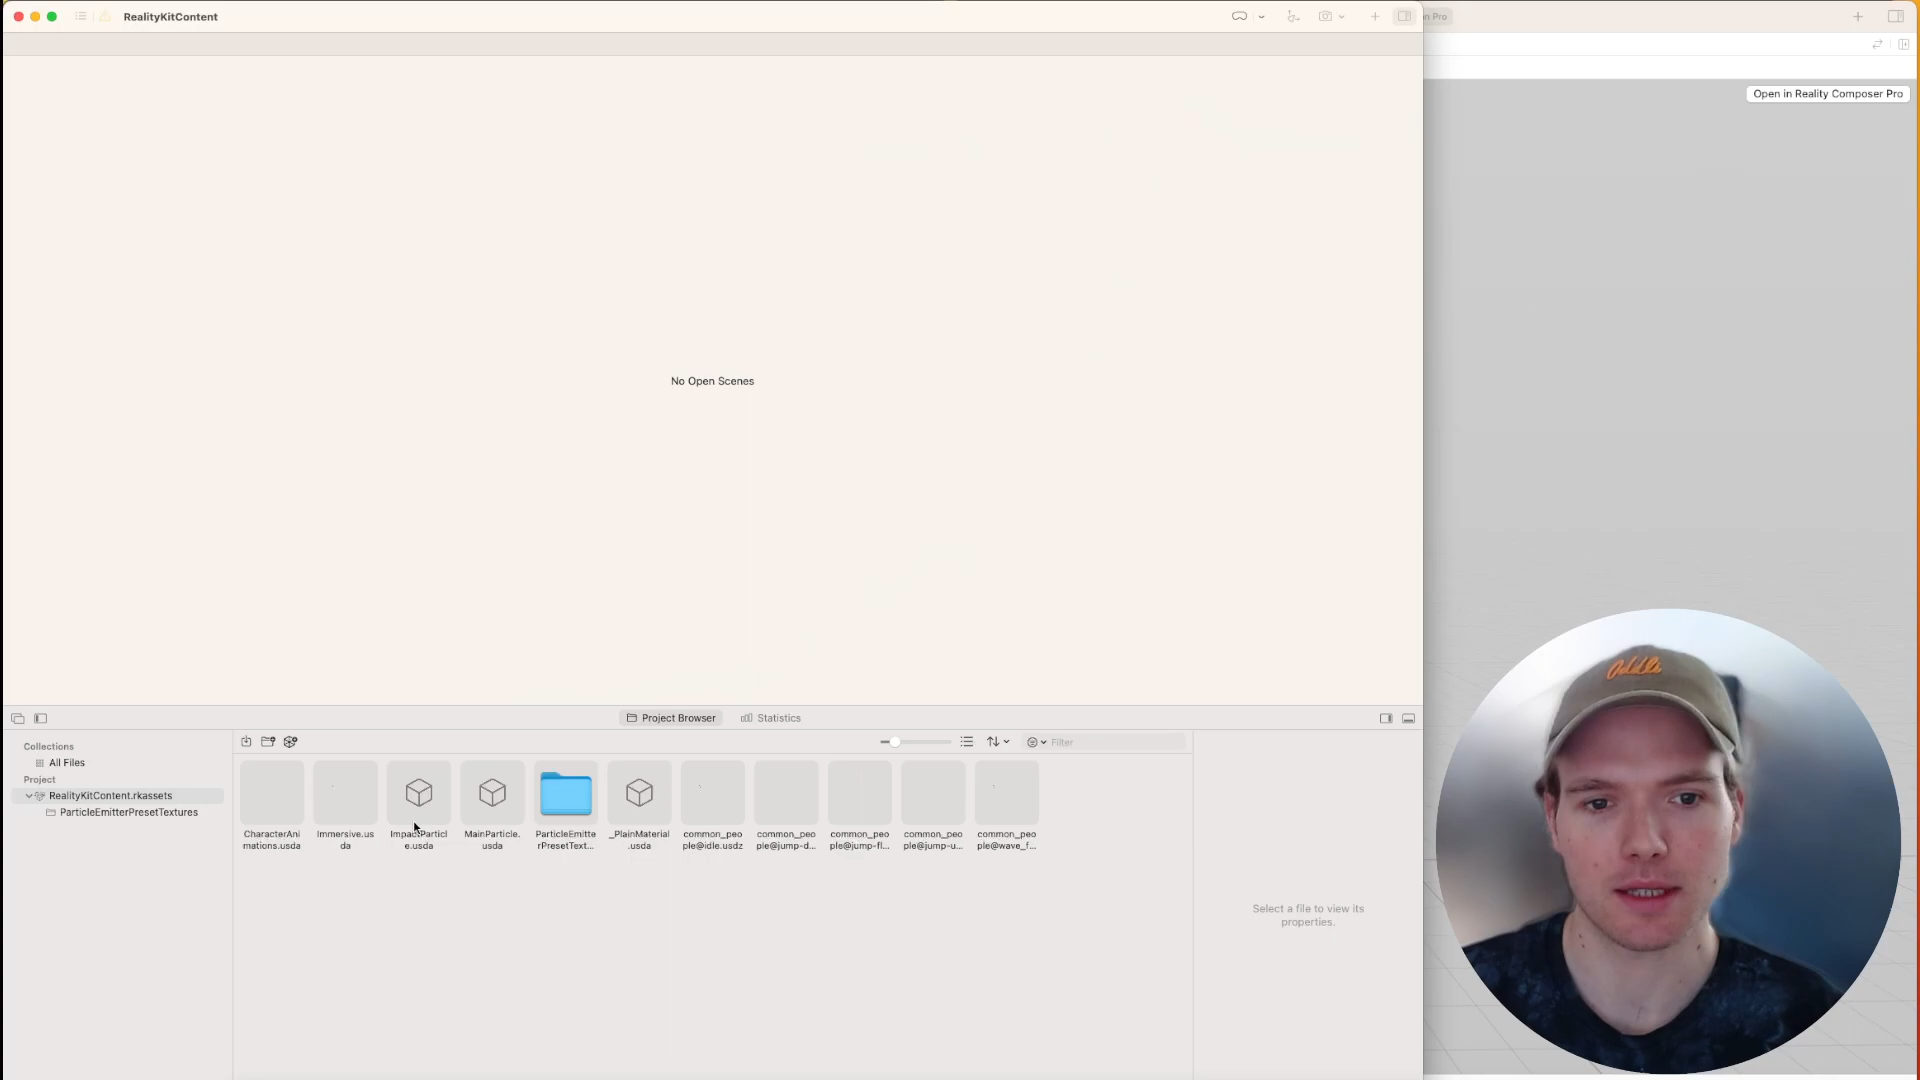 RealityKitContent
n Pro
Open in Reality Composer Pro
No Open Scenes
Project Browser
Statistics
Collections
All Files
Project
RealityKitContent.rkassets
ParticleEmitterPresetTextures
Filter
CharacterAni
mations.usda
Immersive.us
da
ImpactParticl
e.usda
MainParticle.
usda
ParticleEmitte
rPresetText...
_PlainMaterial
.usda
common_peo
ple@idle.usdz
common_peo
ple@jump-d...
common_peo
ple@jump-fl...
common_peo
ple@jump-u...
common_peo
ple@wave_f...
Select a file to view its
properties.